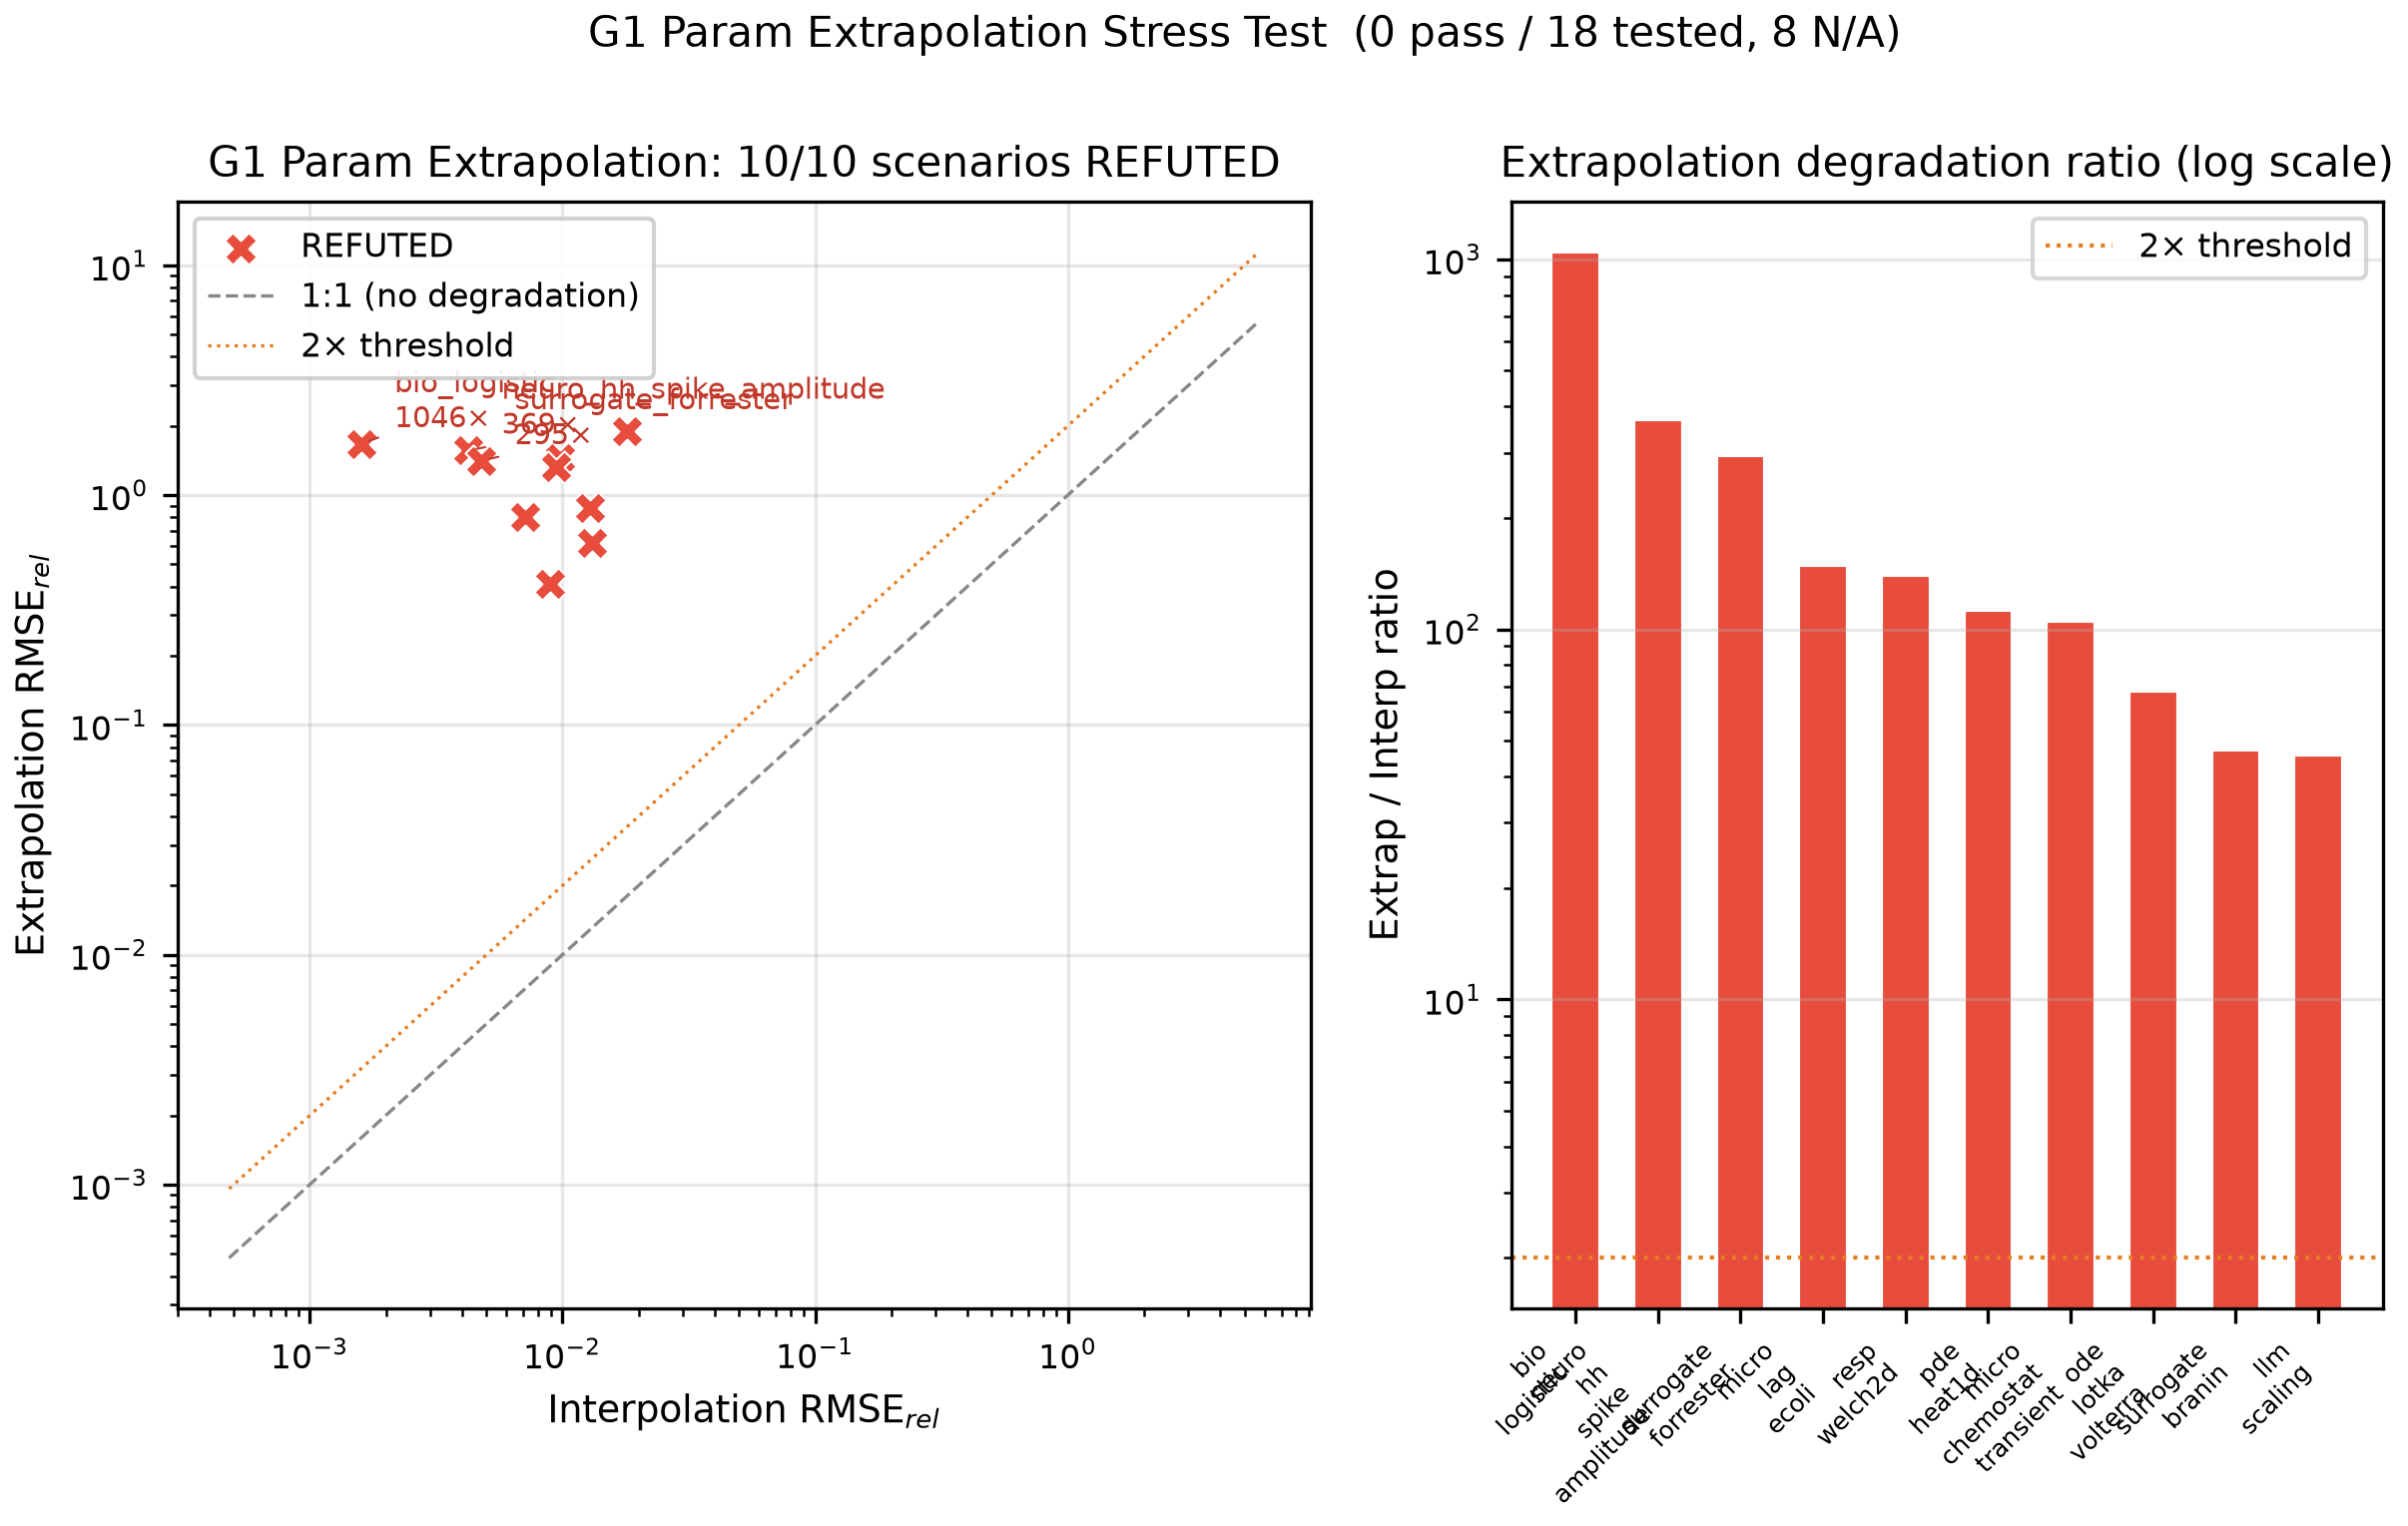 G1 Param Extrapolation Stress Test (0 pass / 18 tested, 8 N/A)
G1 Param Extrapolation: 10/10 scenarios REFUTED
REFUTED
1:1 (no degradation)
2× threshold
neuro_hh_spike_amplitude
surrogate_forrester
1046×
369×
295×
10¹
10⁰
10⁻¹
10⁻²
10⁻³
Extrapolation RMSE_rel
10⁻³
10⁻²
10⁻¹
10⁰
Interpolation RMSE_rel
Extrapolation degradation ratio (log scale)
2× threshold
10³
10²
10¹
Extrap / Interp ratio
bio
logistic
neuro
hh
spike
amplitude
surrogate
forrester
micro
lag
ecoli
resp
welch2d
pde
heat1d
micro
chemostat
transient
ode
lotka
volterra
surrogate
branin
llm
scaling